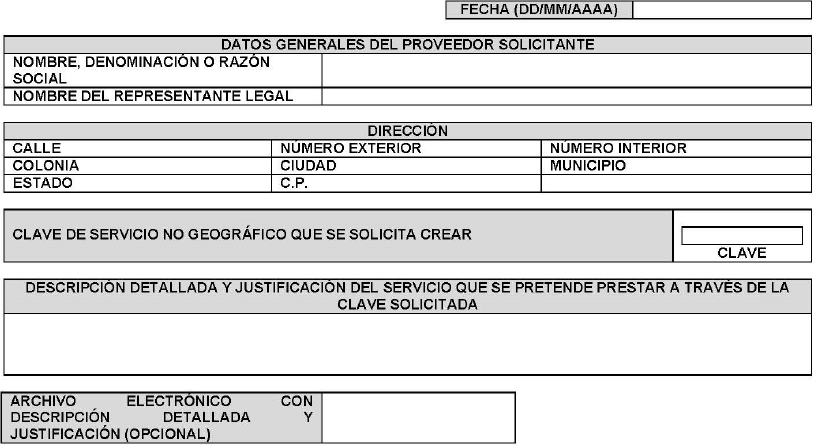 FECHA (DD/MM/AAAA)
DATOS GENERALES DEL PROVEEDOR SOLICITANTE
NOMBRE, DENOMINACIÓN O RAZÓN
SOCIAL
NOMBRE DEL REPRESENTANTE LEGAL
DIRECCIÓN
CALLE NÚMERO EXTERIOR NÚMERO INTERIOR
COLONIA CIUDAD MUNICIPIO
ESTADO C.P.
CLAVE DE SERVICIO NO GEOGRÁFICO QUE SE SOLICITA CREAR
CLAVE
DESCRIPCIÓN DETALLADA Y JUSTIFICACIÓN DEL SERVICIO QUE SE PRETENDE PRESTAR A TRAVÉS DE LA
CLAVE SOLICITADA
ARCHIVO ELECTRÓNICO CON
DESCRIPCIÓN DETALLADA Y
JUSTIFICACIÓN (OPCIONAL)